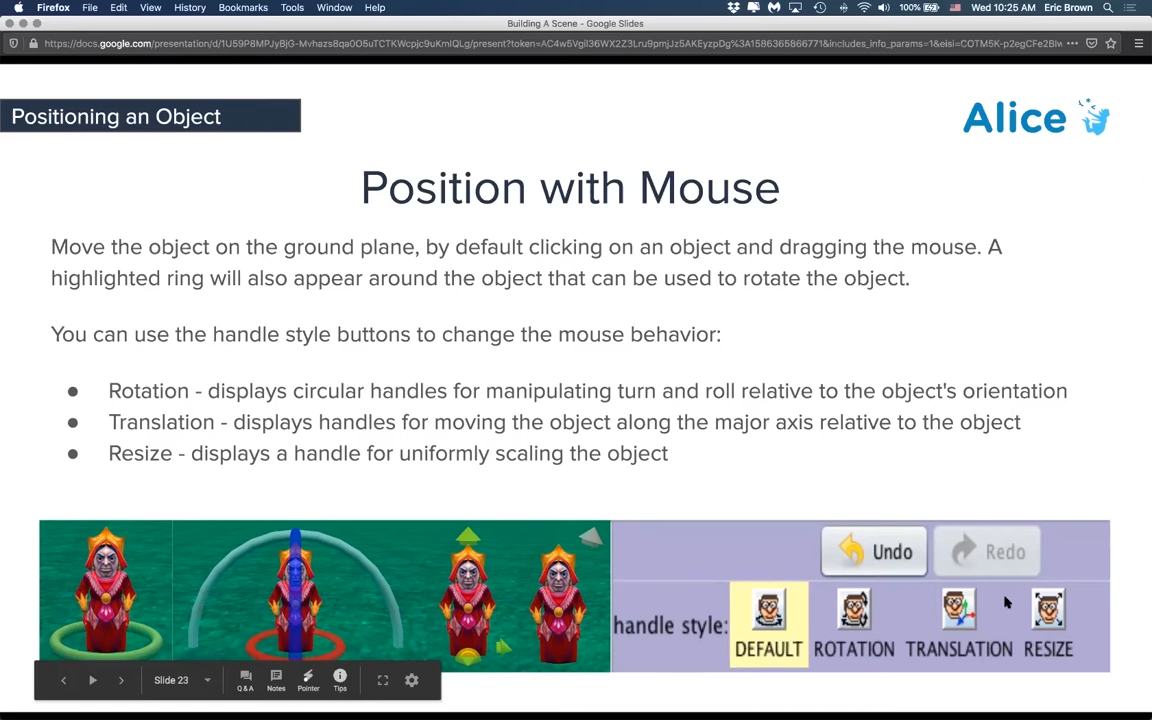 Firefox File Edit View History Bookmarks Tools Window Help 100% Wed 10:25 AM Eric Brown
Building A Scene - Google Slides
Positioning an Object
Alice
Position with Mouse
Move the object on the ground plane, by default clicking on an object and dragging the mouse. A
highlighted ring will also appear around the object that can be used to rotate the object.
You can use the handle style buttons to change the mouse behavior:
● Rotation - displays circular handles for manipulating turn and roll relative to the object's orientation
● Translation - displays handles for moving the object along the major axis relative to the object
● Resize - displays a handle for uniformly scaling the object
Undo Redo
handle style:
DEFAULT ROTATION TRANSLATION RESIZE
Slide 23
Q&A Notes Pointer Tips